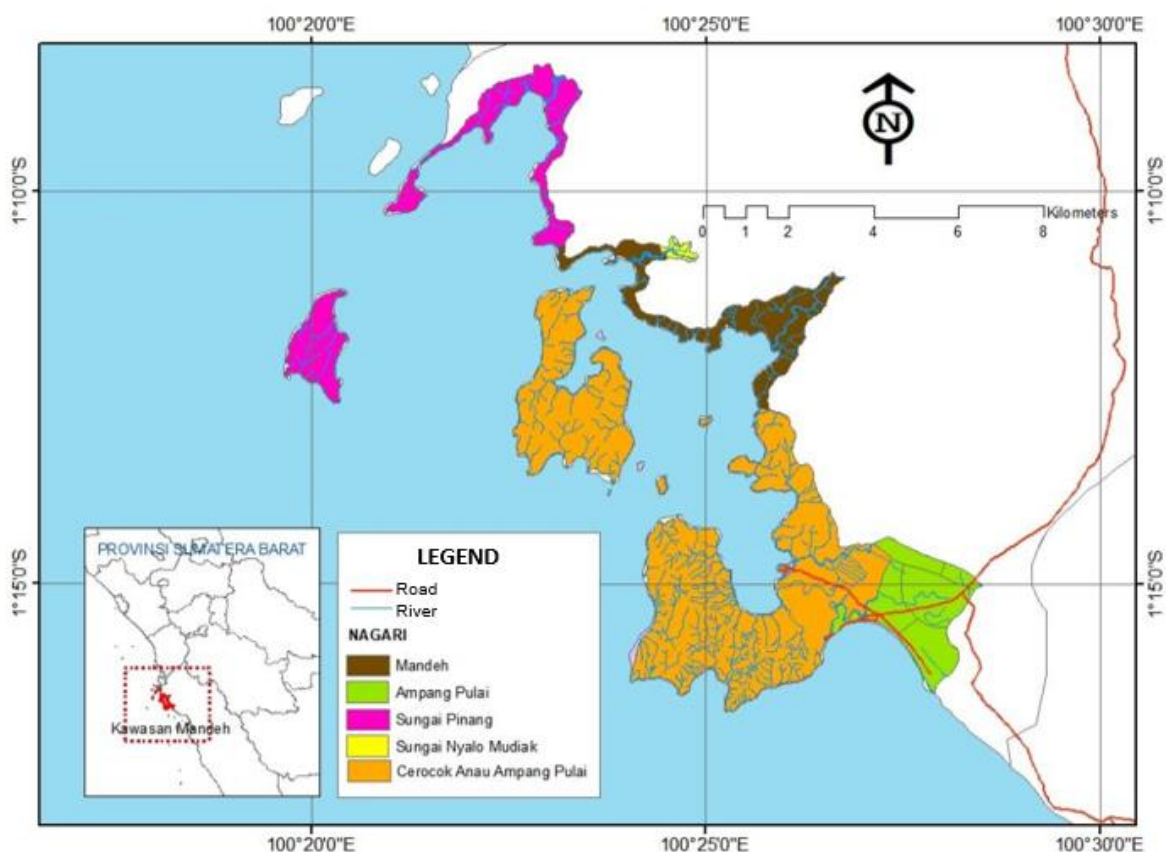 100°20'0"E 100°25'0"E 100°30'0"E
N
1°10'0"S 1°10'0"S
Kilometers
0 1 2 4 6 8
PROVINSI SUMATERA BARAT
Kawasan Mandeh
LEGEND
Road
River
NAGARI
Mandeh
Ampang Pulai
Sungai Pinang
Sungai Nyalo Mudiak
Cerocok Anau Ampang Pulai
1°15'0"S 1°15'0"S
100°20'0"E 100°25'0"E 100°30'0"E